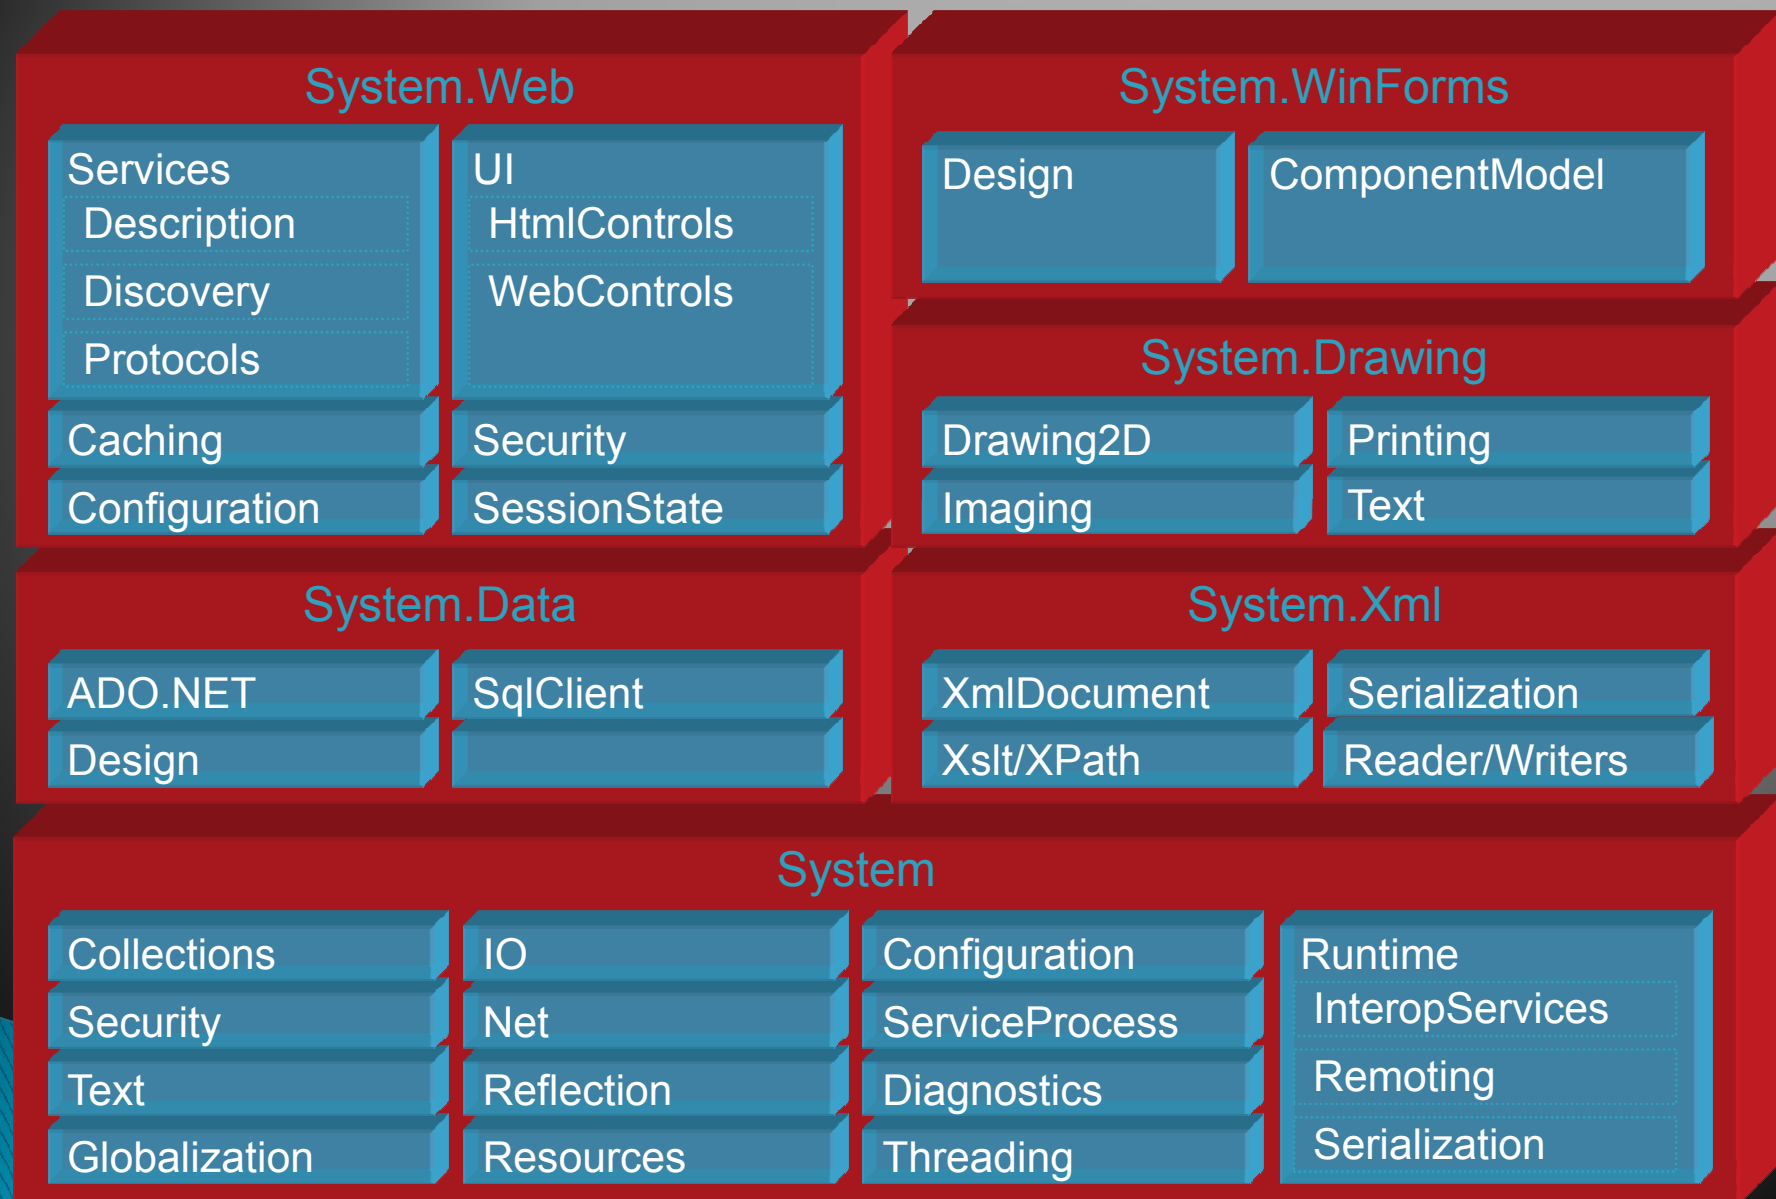 System.Web
Services
Description
Discovery
Protocols
UI
HtmlControls
WebControls
Caching
Security
Configuration
SessionState
System.WinForms
Design
ComponentModel
System.Drawing
Drawing2D
Printing
Imaging
Text
System.Data
ADO.NET
SqlClient
Design
System.Xml
XmlDocument
Serialization
Xslt/XPath
Reader/Writers
System
Collections
IO
Configuration
Security
Net
ServiceProcess
Text
Reflection
Diagnostics
Globalization
Resources
Threading
Runtime
InteropServices
Remoting
Serialization